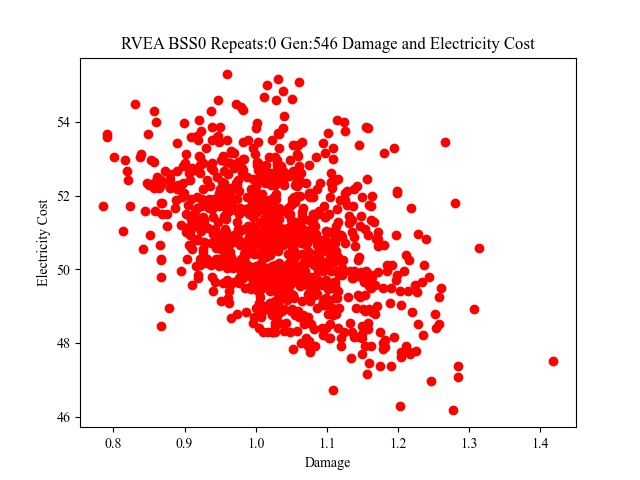 RVEA BSS0 Repeats:0 Gen:546 Damage and Electricity Cost
Electricity Cost
54
52
50
48
46
0.8 0.9 1.0 1.1 1.2 1.3 1.4
Damage